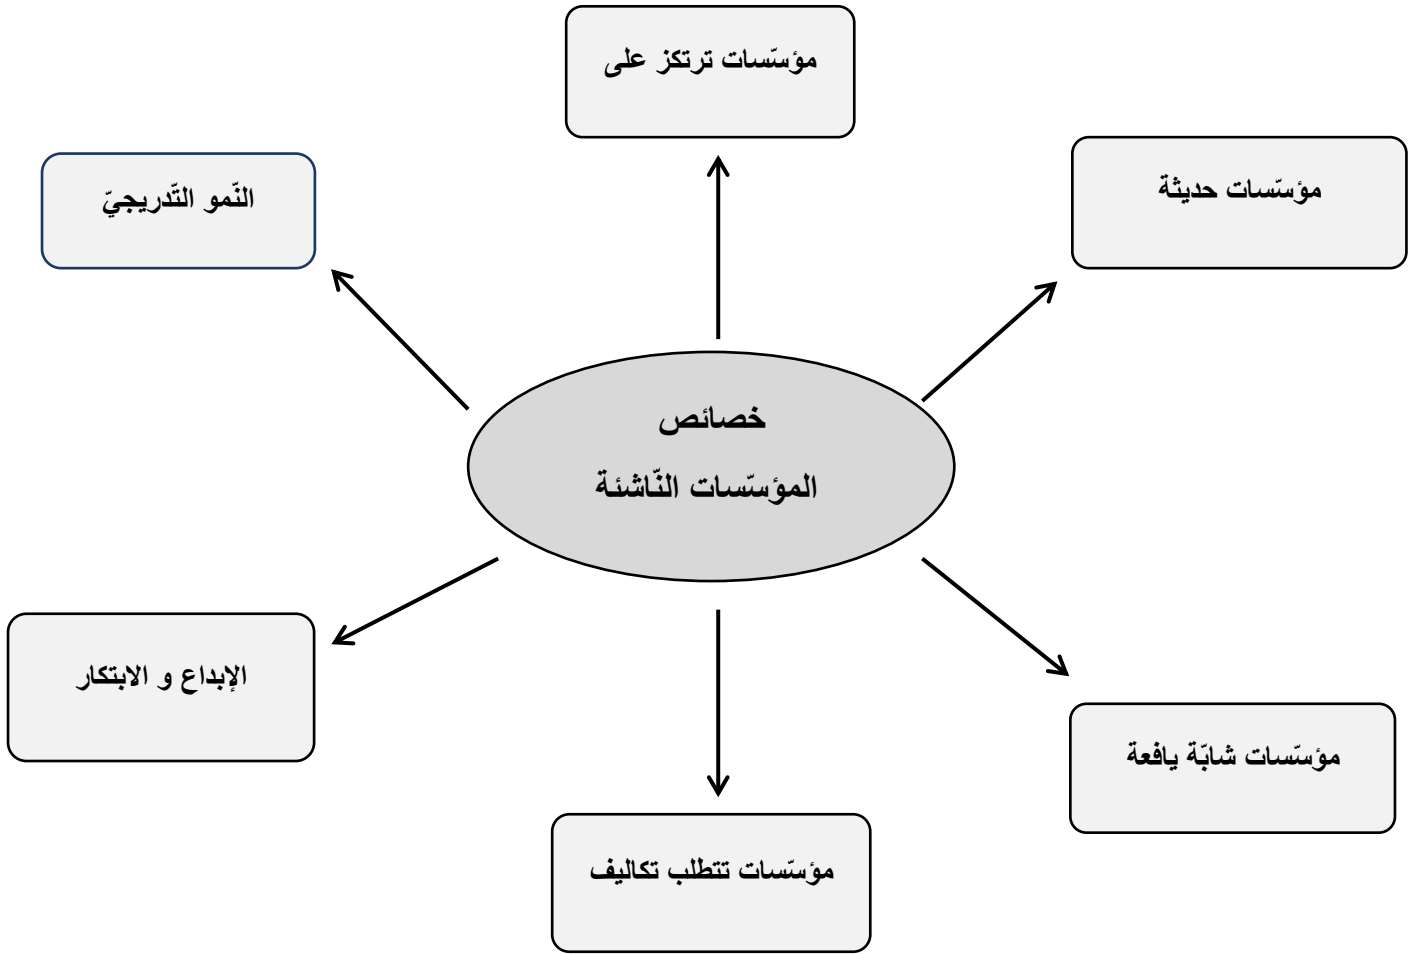 مؤسّسات ترتكز على
مؤسّسات حديثة
النّمو التّدريجيّ
خصائص
المؤسّسات النّاشئة
الإبداع و الابتكار
مؤسّسات شابّة يافعة
مؤسّسات تتطلب تكاليف